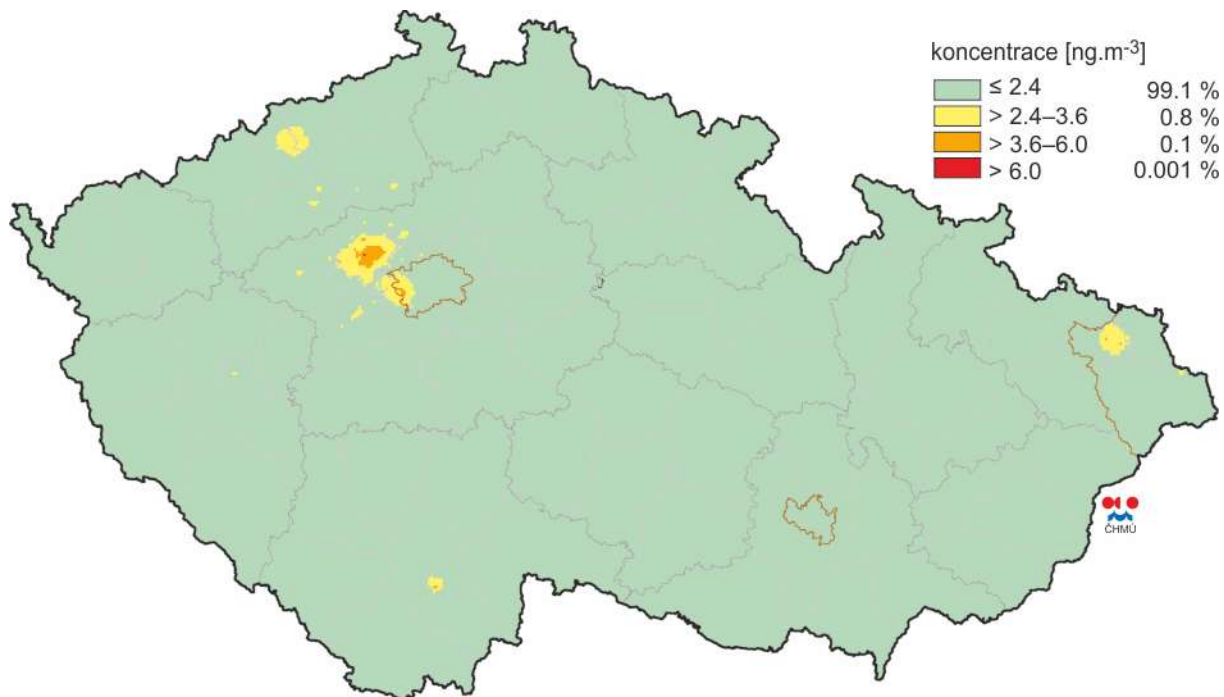 koncentrace [ng.m-3]
≤ 2.4 99.1 %
> 2.4–3.6 0.8 %
> 3.6–6.0 0.1 %
> 6.0 0.001 %
ČHMÚ